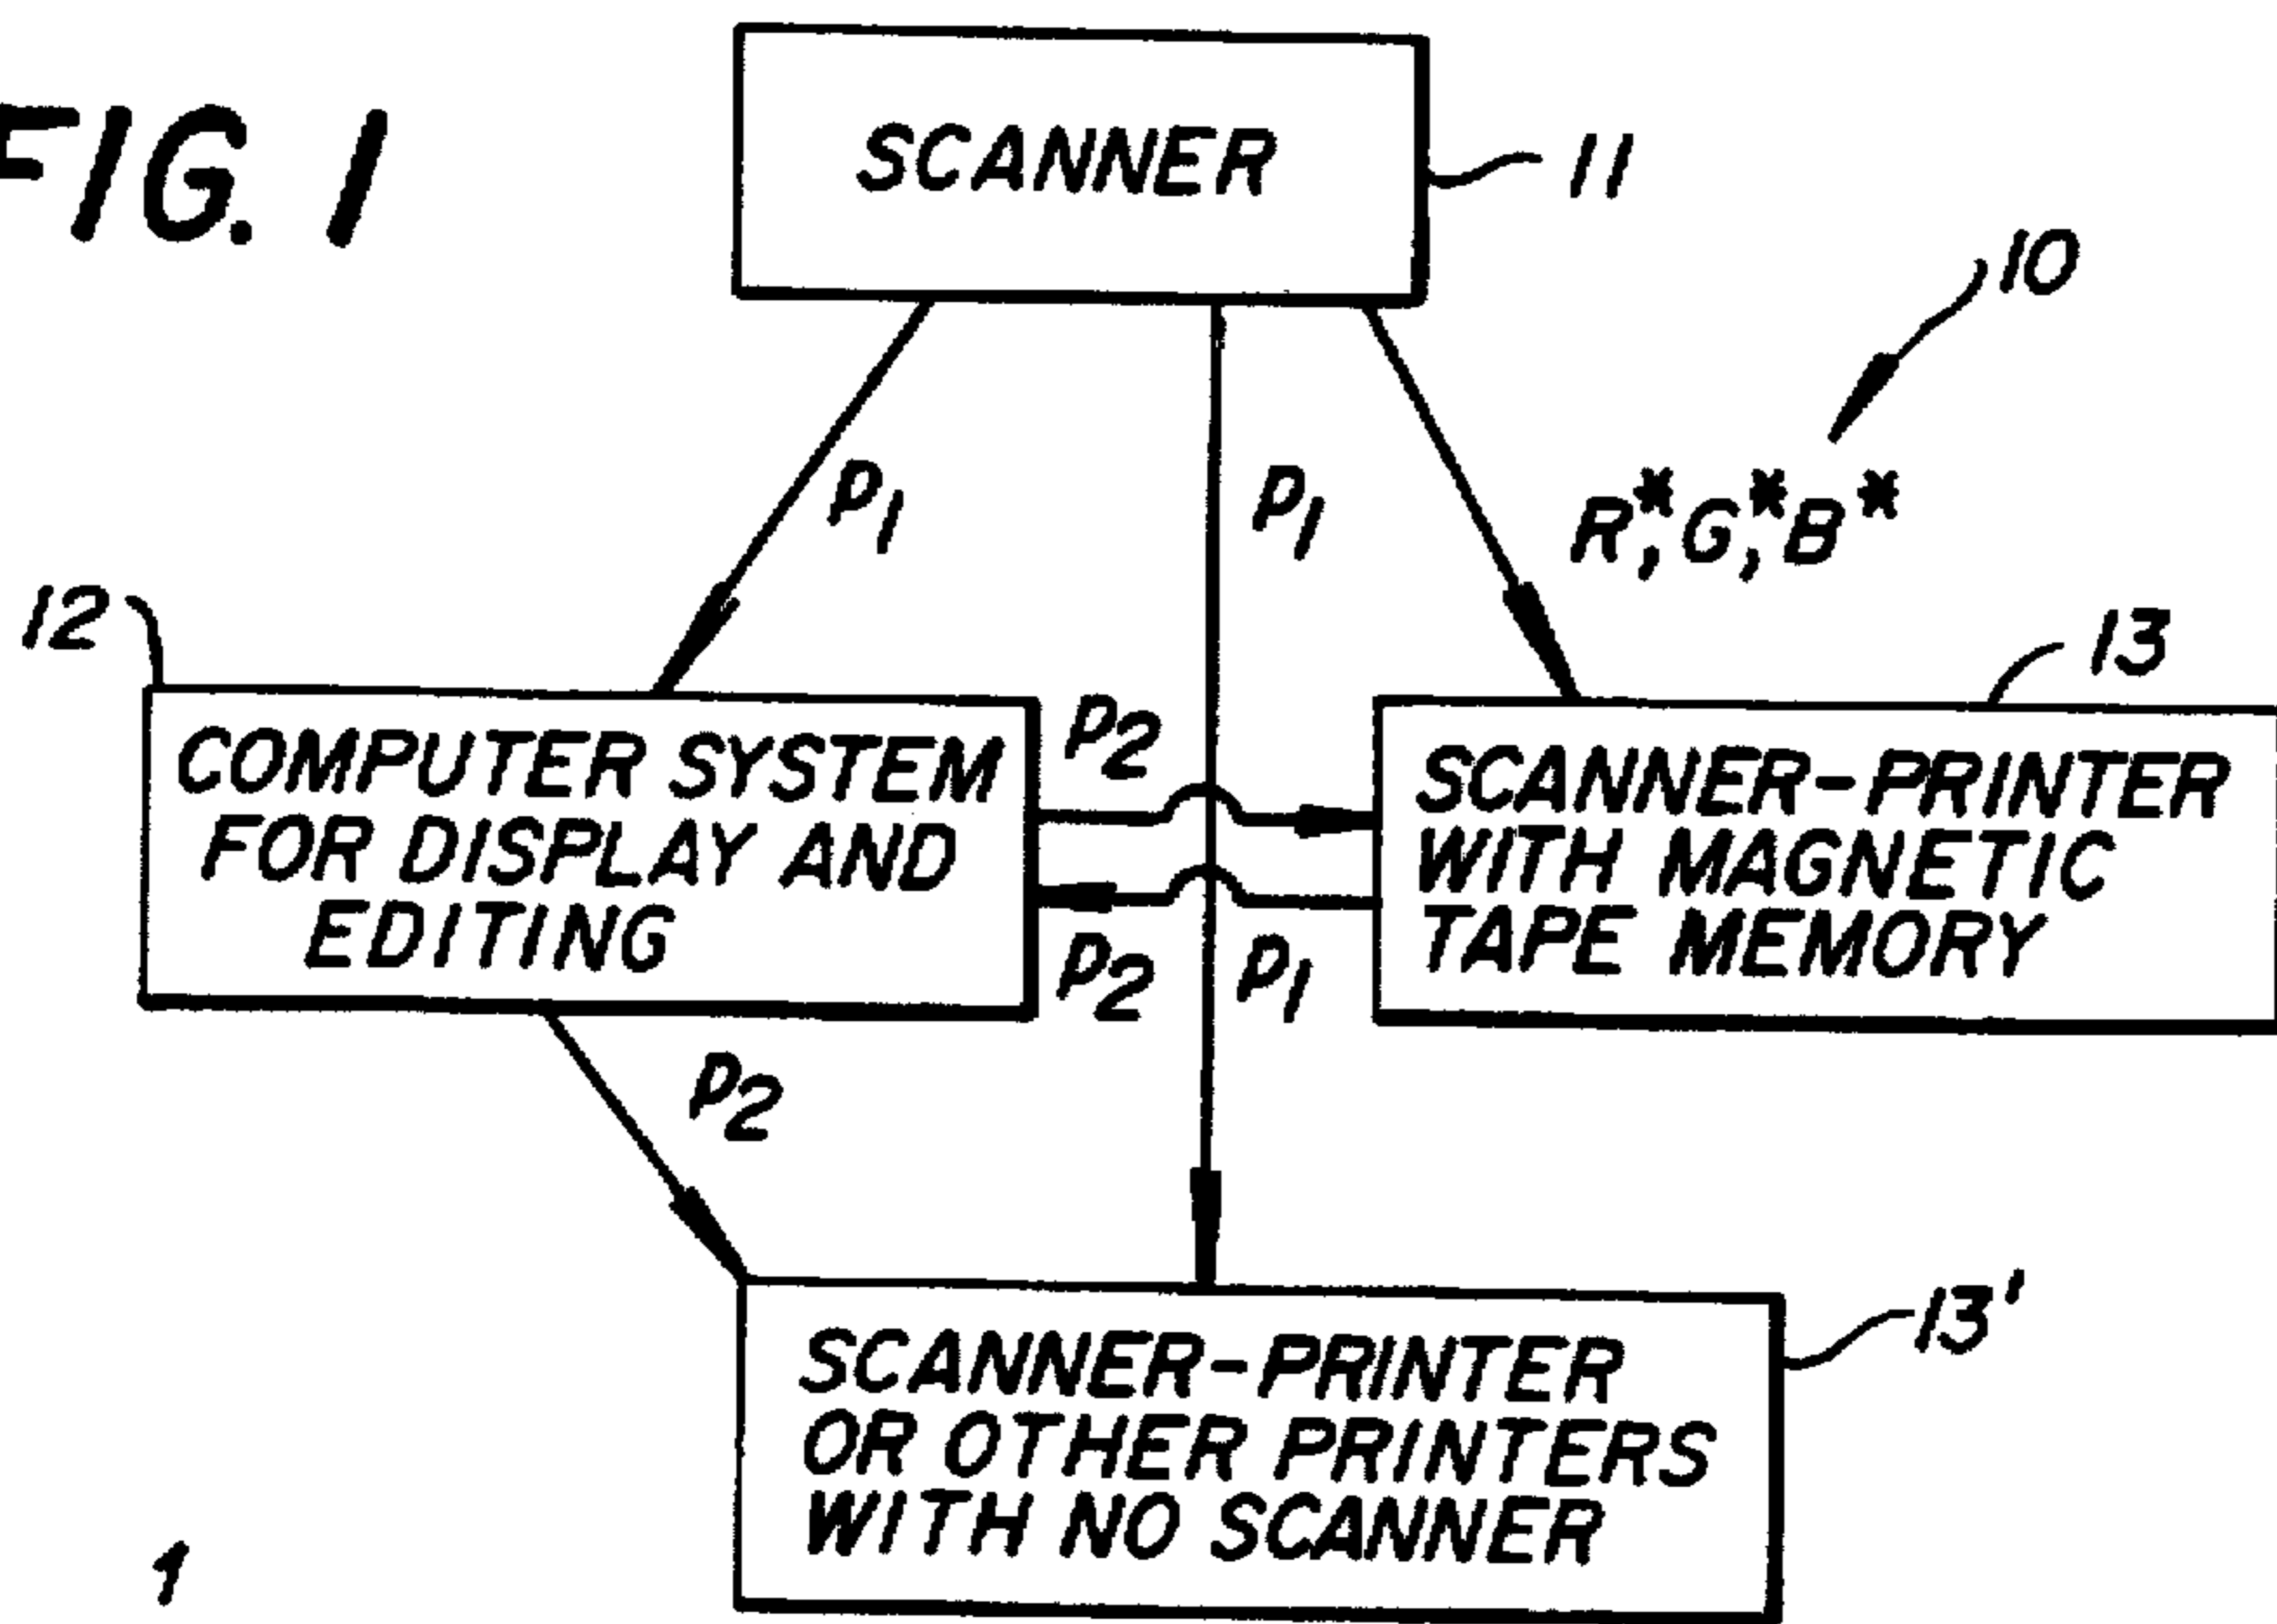 FIG. 1
SCANNER
11
10
P1
P1
R*,G*,B*
12
13
COMPUTER SYSTEM
FOR DISPLAY AND
EDITING
P2
P2
P1
SCANNER-PRINTER
WITH MAGNETIC
TAPE MEMORY
P2
13'
SCANNER-PRINTER
OR OTHER PRINTERS
WITH NO SCANNER
1